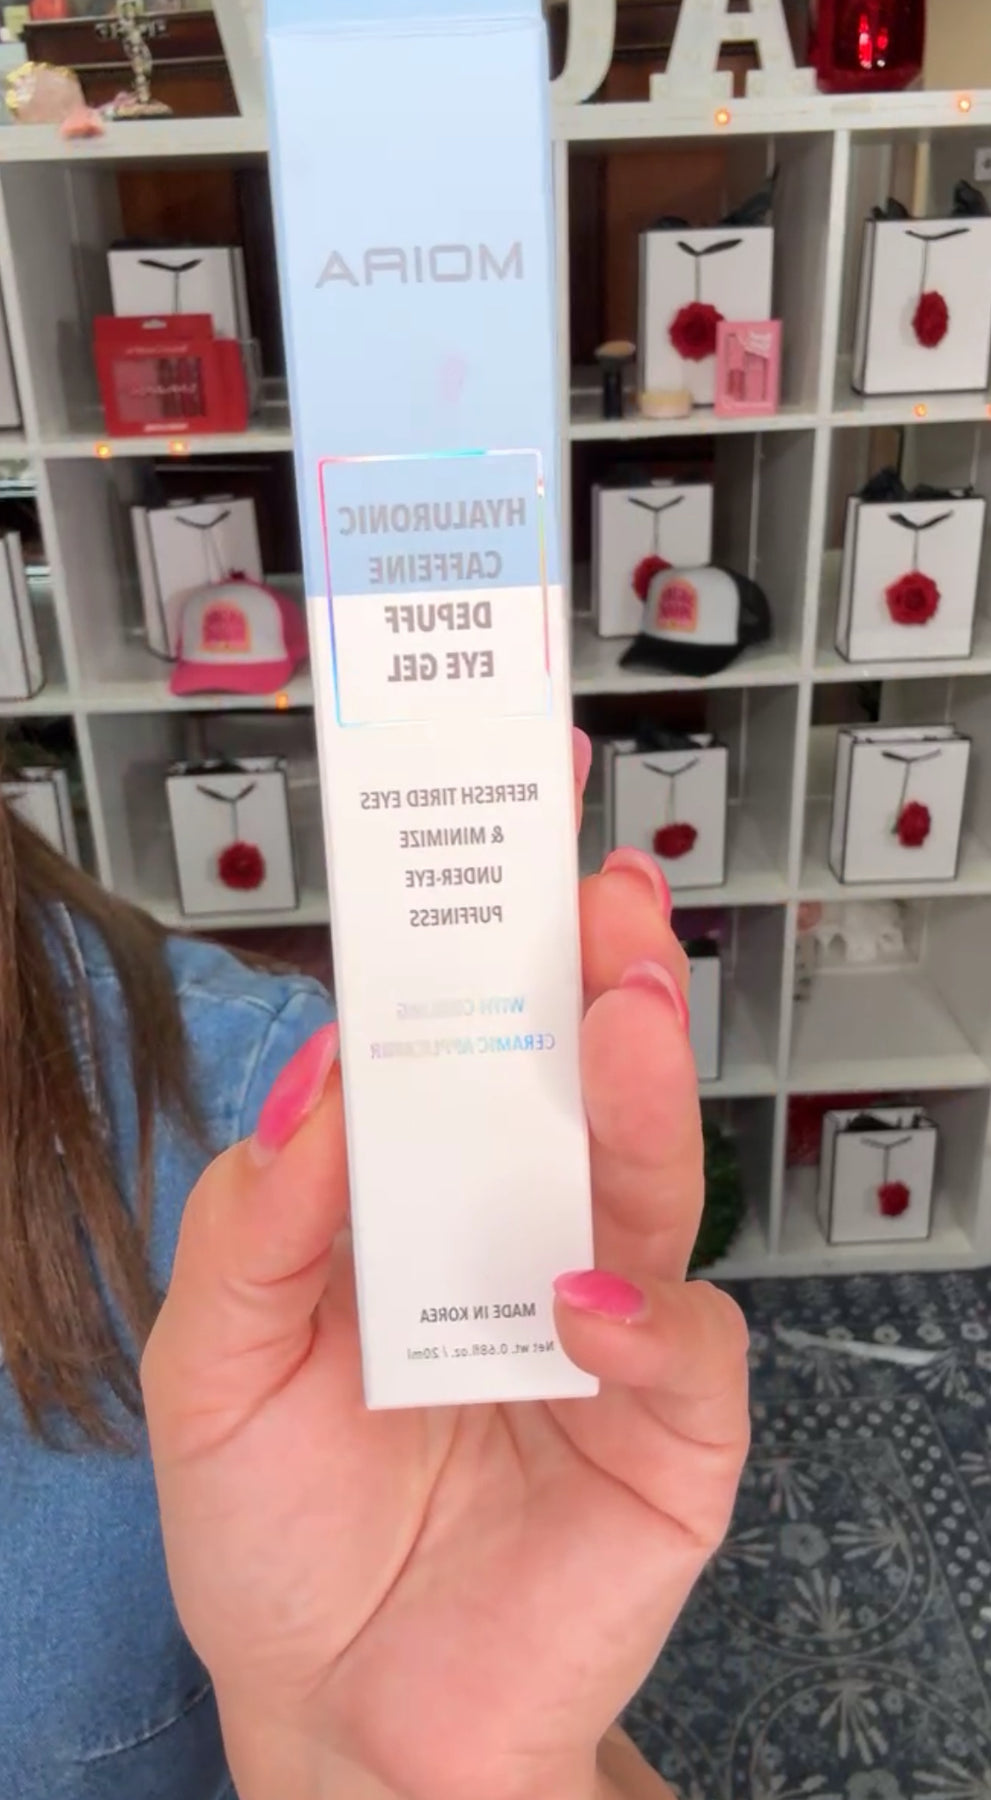 JA
MOIRA
HYALURONIC
CAFFEINE
DEPUFF
EYE GEL
REFRESH TIRED EYES
& MINIMIZE
UNDER-EYE
PUFFINESS
WITH COOLING
CERAMIC APPLICATOR
MADE IN KOREA
Net wt. 0.68fl.oz. / 20ml